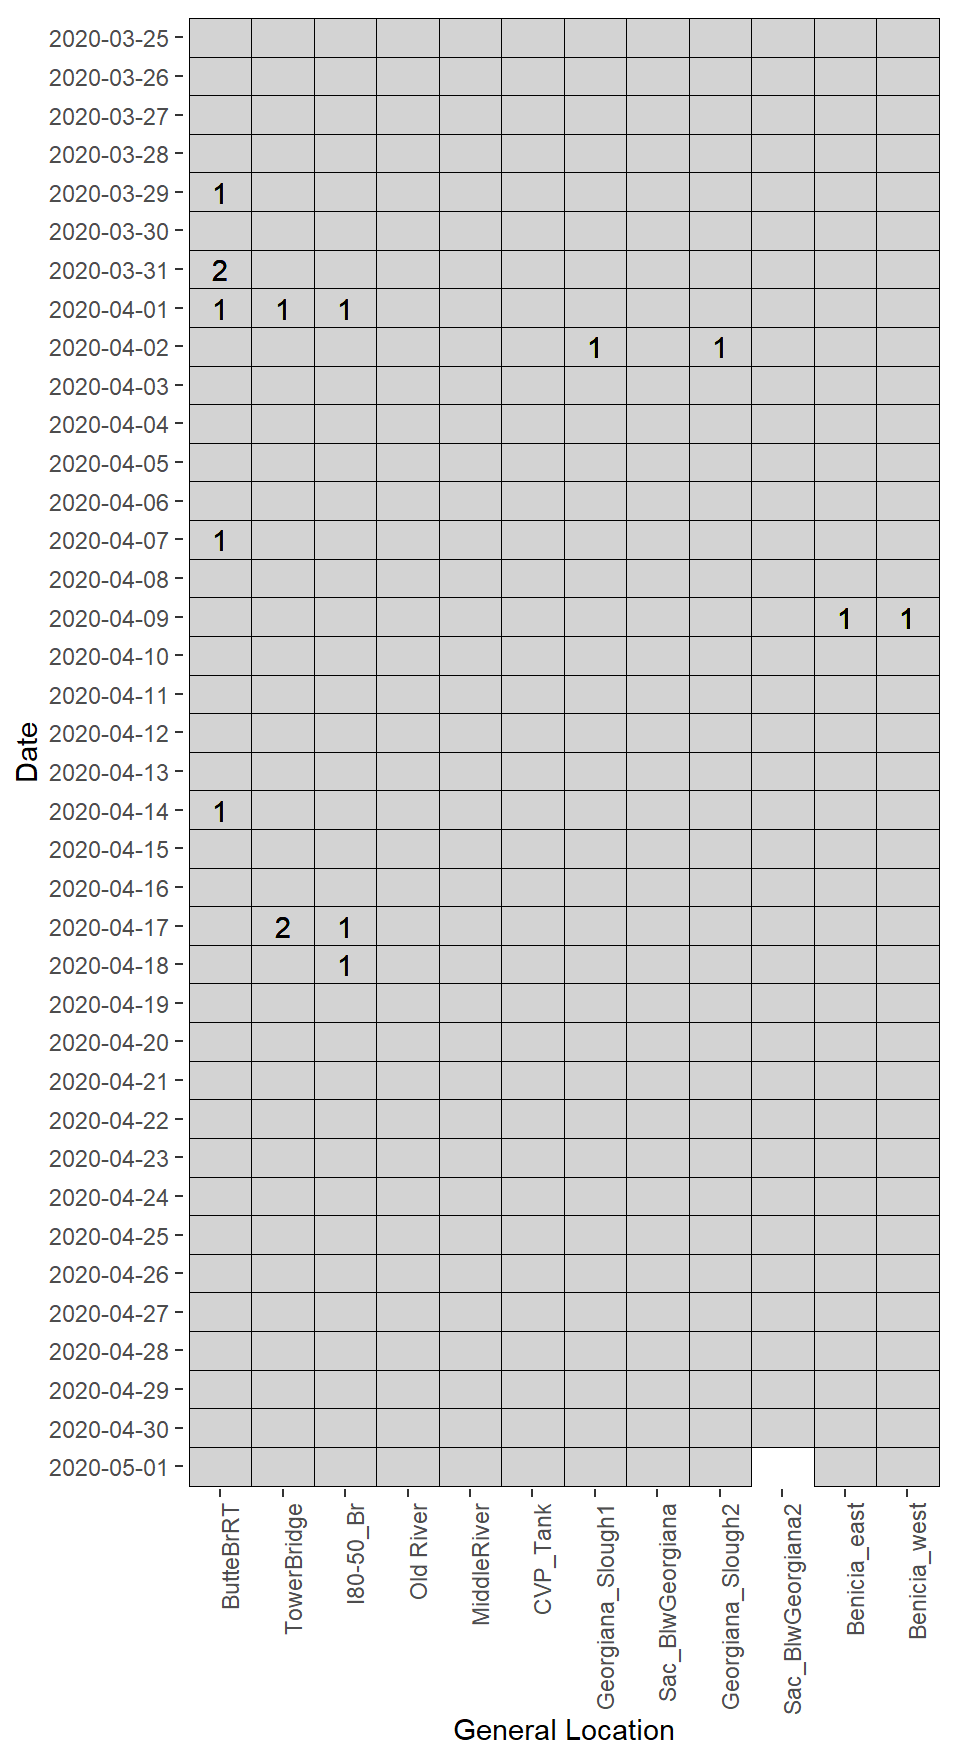 2020-03-25
2020-03-26
2020-03-27
2020-03-28
2020-03-29 1
2020-03-30
2020-03-31 2
2020-04-01 1 1 1
2020-04-02 1 1
2020-04-03
2020-04-04
2020-04-05
2020-04-06
2020-04-07 1
2020-04-08
2020-04-09 1 1
2020-04-10
2020-04-11
2020-04-12
Date
2020-04-13
2020-04-14 1
2020-04-15
2020-04-16
2020-04-17 2 1
2020-04-18 1
2020-04-19
2020-04-20
2020-04-21
2020-04-22
2020-04-23
2020-04-24
2020-04-25
2020-04-26
2020-04-27
2020-04-28
2020-04-29
2020-04-30
2020-05-01
ButteBrRT
TowerBridge
I80-50_Br
Old River
MiddleRiver
CVP_Tank
Georgiana_Slough1
Sac_BlwGeorgiana
Georgiana_Slough2
Sac_BlwGeorgiana2
Benicia_east
Benicia_west
General Location